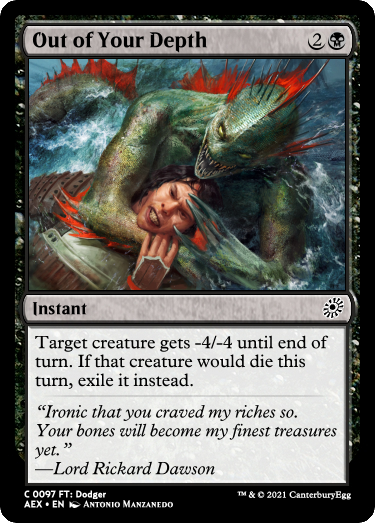 Out of Your Depth 2
Instant
Target creature gets -4/-4 until end of
turn. If that creature would die this
turn, exile it instead.
“Ironic that you craved my riches so.
Your bones will become my finest treasures
yet.”
—Lord Rickard Dawson
C 0097 FT: Dodger
AEX • EN Antonio Manzanedo
™ & © 2021 CanterburyEgg